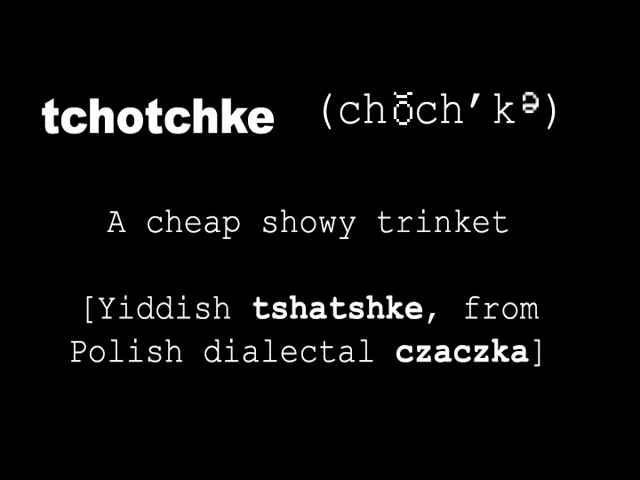 tchotchke (chŏch′kə)
A cheap showy trinket
[Yiddish tshatshke, from
Polish dialectal czaczka]